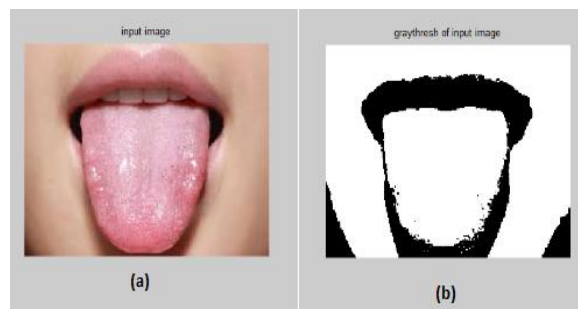 input image
graythresh of input image
(a)
(b)